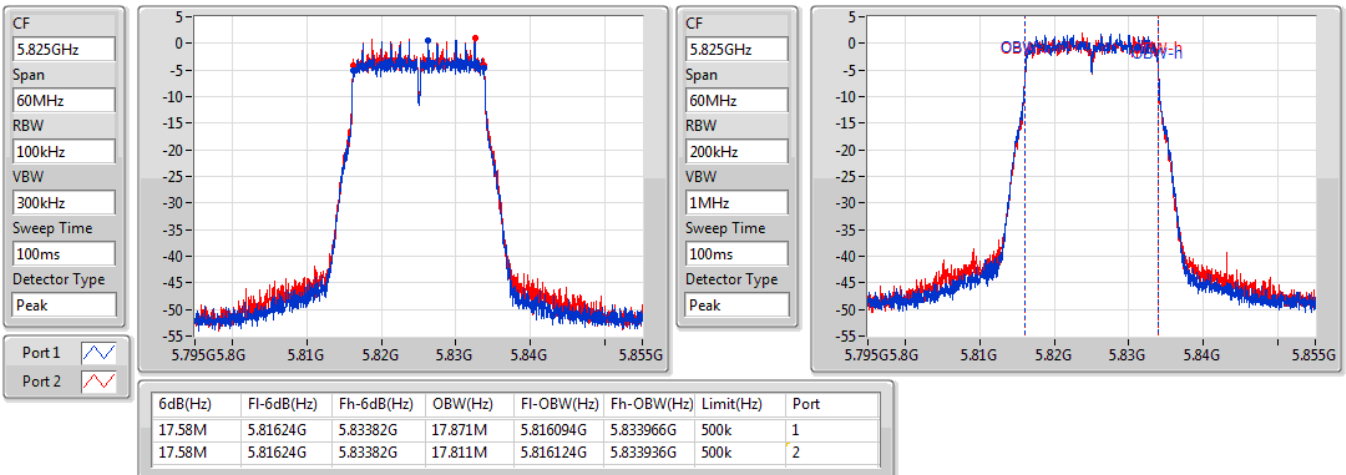 CF
5.825GHz
Span
60MHz
RBW
100kHz
VBW
300kHz
Sweep Time
100ms
Detector Type
Peak
Port 1
Port 2
5
0
-5
-10
-15
-20
-25
-30
-35
-40
-45
-50
-55
5.795G 5.8G 5.81G 5.82G 5.83G 5.84G 5.855G
CF
5.825GHz
Span
60MHz
RBW
200kHz
VBW
1MHz
Sweep Time
100ms
Detector Type
Peak
5
0
-5
-10
-15
-20
-25
-30
-35
-40
-45
-50
-55
5.795G 5.8G 5.81G 5.82G 5.83G 5.84G 5.855G
6dB(Hz) Fl-6dB(Hz) Fh-6dB(Hz) OBW(Hz) Fl-OBW(Hz) Fh-OBW(Hz) Limit(Hz) Port
17.58M 5.81624G 5.83382G 17.871M 5.816094G 5.833966G 500k 1
17.58M 5.81624G 5.83382G 17.811M 5.816124G 5.833936G 500k 2